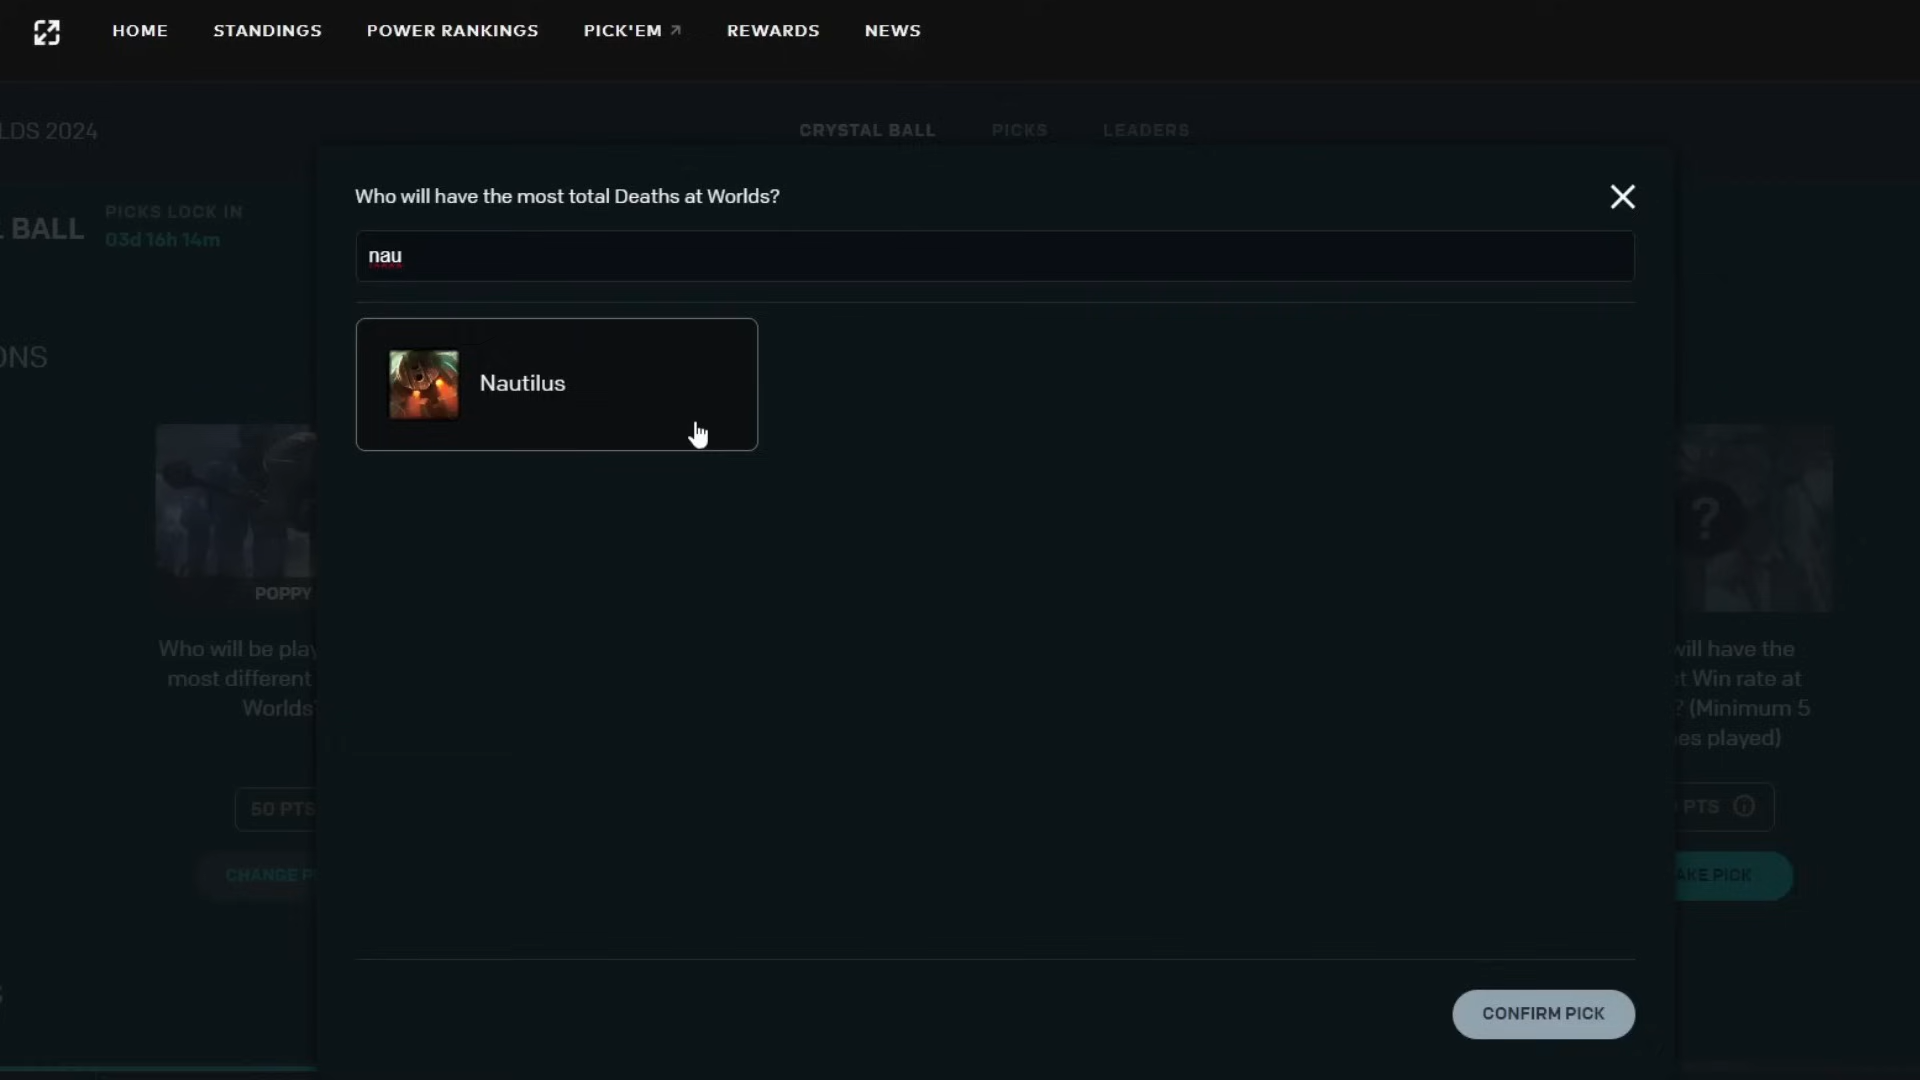 HOME STANDINGS POWER RANKINGS PICK'EM REWARDS NEWS
LDS 2024
CRYSTAL BALL PICKS LEADERS
BALL
PICKS LOCK IN
03d 16h 14m
Who will have the most total Deaths at Worlds?
nau
Nautilus
ONS
POPPY
Who will be play
most different
Worlds
50 PTS
CHANGE P
will have the
t Win rate at
? (Minimum 5
es played)
PTS
AKE PICK
CONFIRM PICK